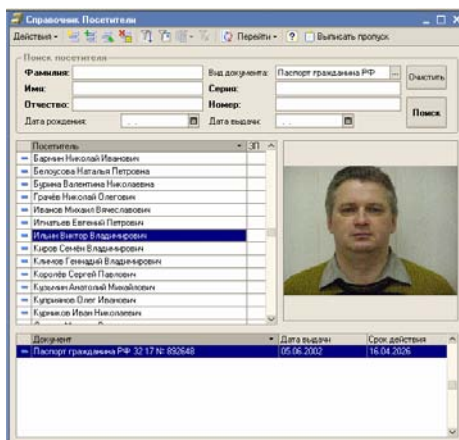 Справочник Посетители
Действия Перейти ? Выписать пропуск
Поиск посетителя
Фамилия: Вид документа: Паспорт гражданина РФ ... Очистить
Имя: Серия:
Отчество: Номер: Поиск
Дата рождения: . . Дата выдачи: . .
Посетитель ЗП
Баринин Николай Иванович
Белоусова Наталья Петровна
Бурина Валентина Николаевна
Грачёв Николай Олегович
Иванов Михаил Вячеславович
Игнатьев Евгений Петрович
Ильин Виктор Владимирович
Киров Семён Владимирович
Климов Геннадий Владимирович
Королёв Сергей Павлович
Кузьмин Анатолий Михайлович
Куприянов Олег Иванович
Курников Иван Николаевич
Документ Дата выдачи Срок действия
Паспорт гражданина РФ 32 17 № 892648 05.06.2002 16.04.2026